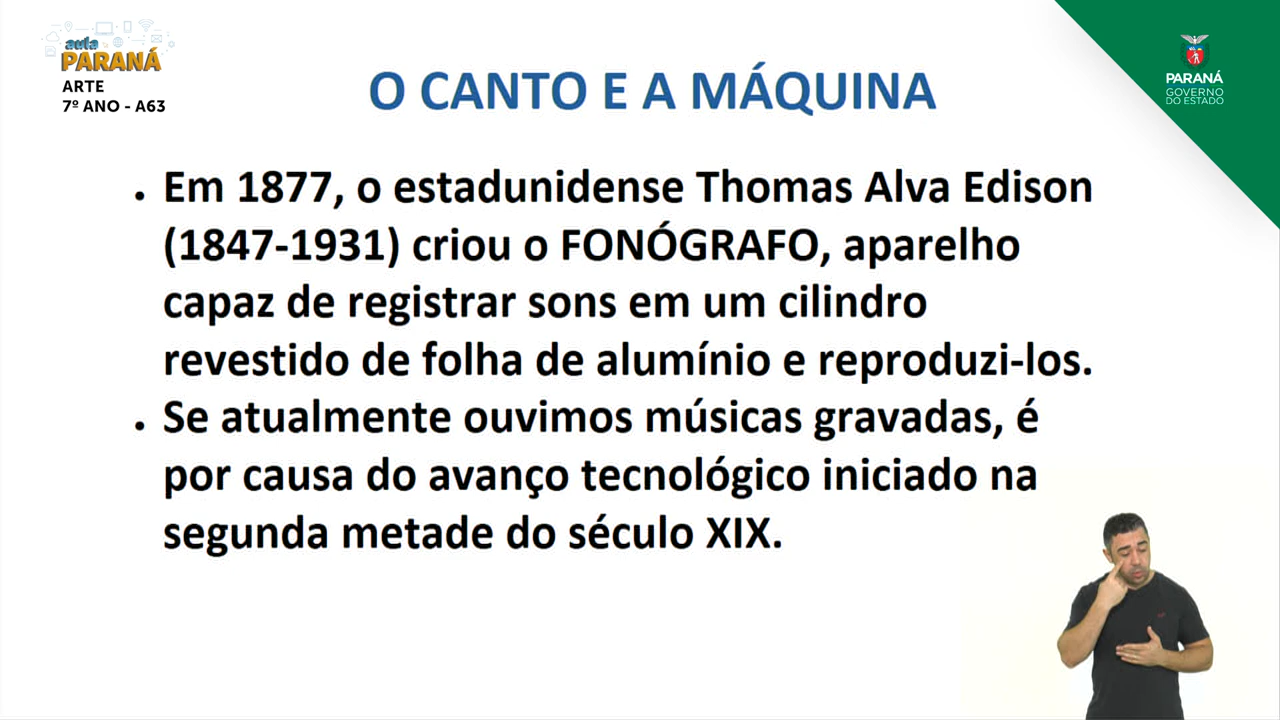 aula
PARANÁ
ARTE
7º ANO - A63
O CANTO E A MÁQUINA
PARANÁ
GOVERNO
DO ESTADO
• Em 1877, o estadunidense Thomas Alva Edison
(1847-1931) criou o FONÓGRAFO, aparelho
capaz de registrar sons em um cilindro
revestido de folha de alumínio e reproduzi-los.
• Se atualmente ouvimos músicas gravadas, é
por causa do avanço tecnológico iniciado na
segunda metade do século XIX.